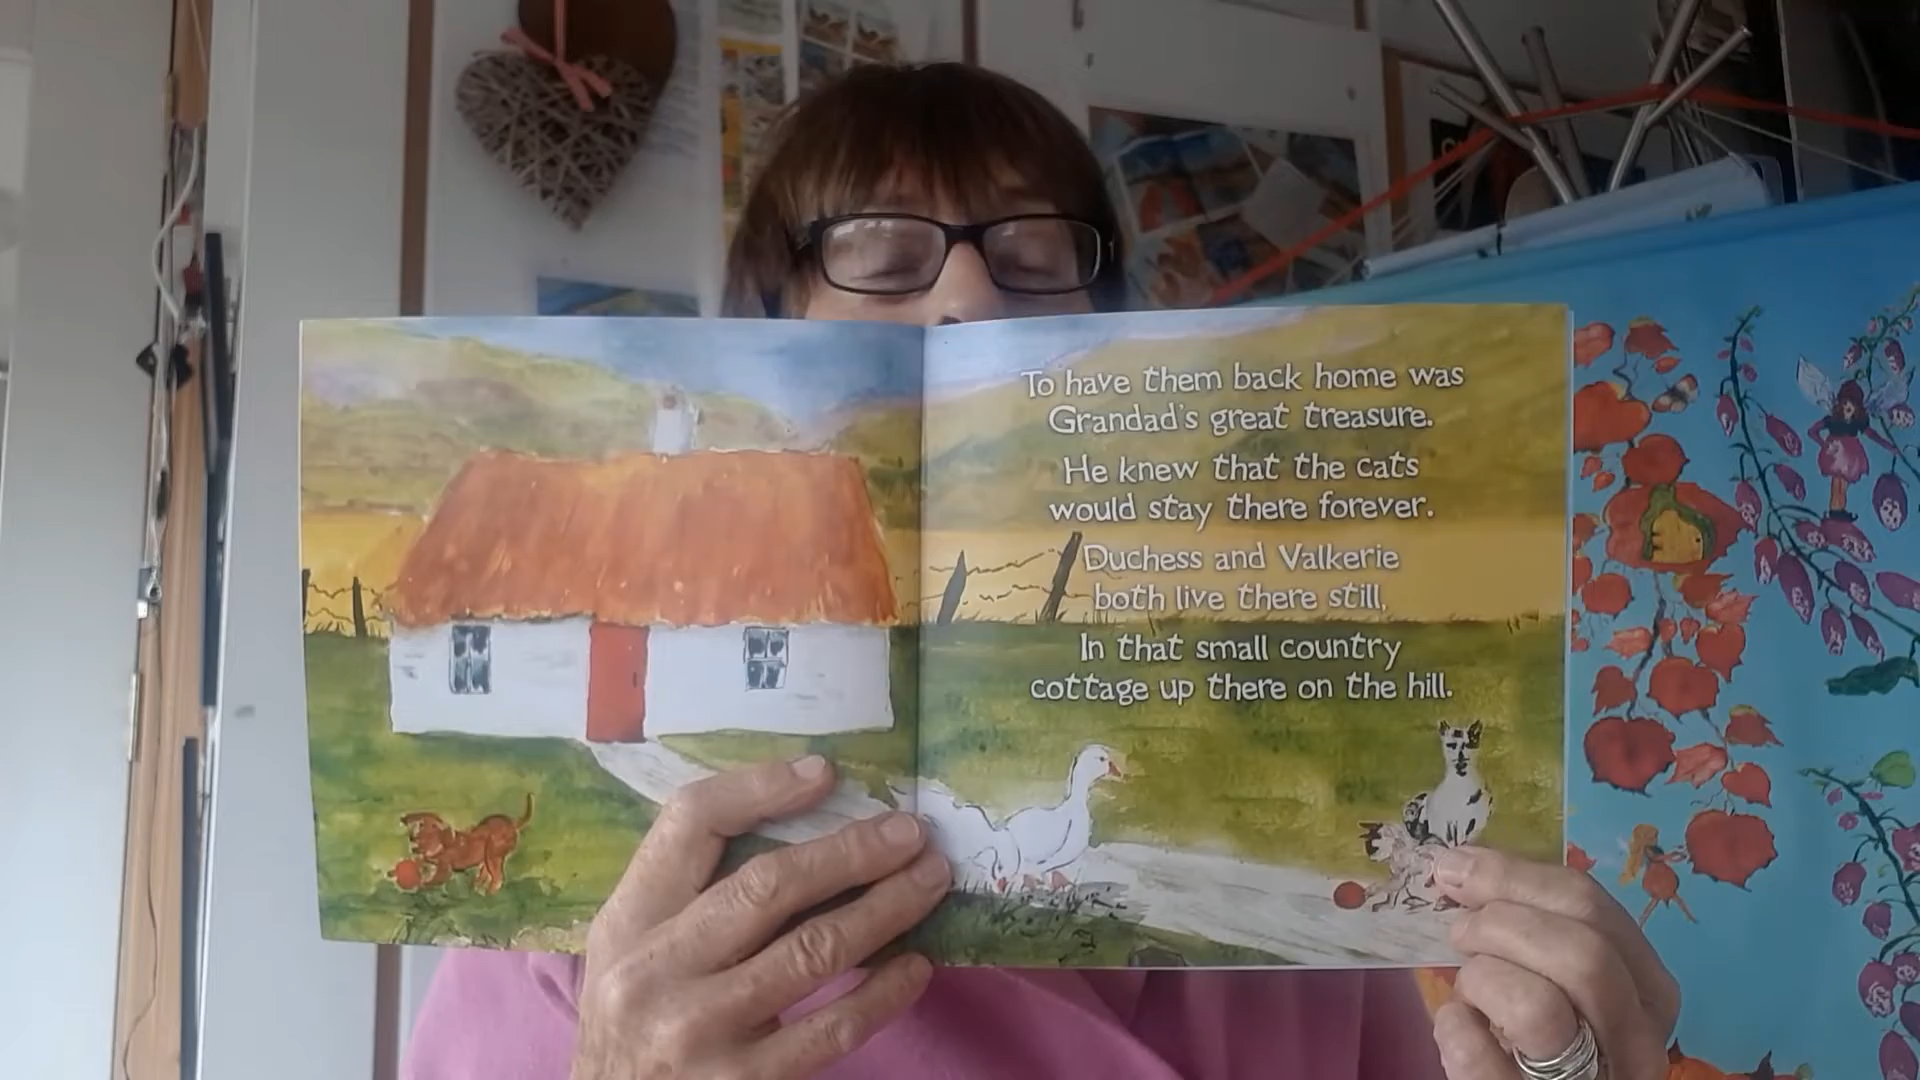 To have them back home was
Grandad's great treasure.
He knew that the cats
would stay there forever.
Duchess and Valkerie
both live there still,
In that small country
cottage up there on the hill.